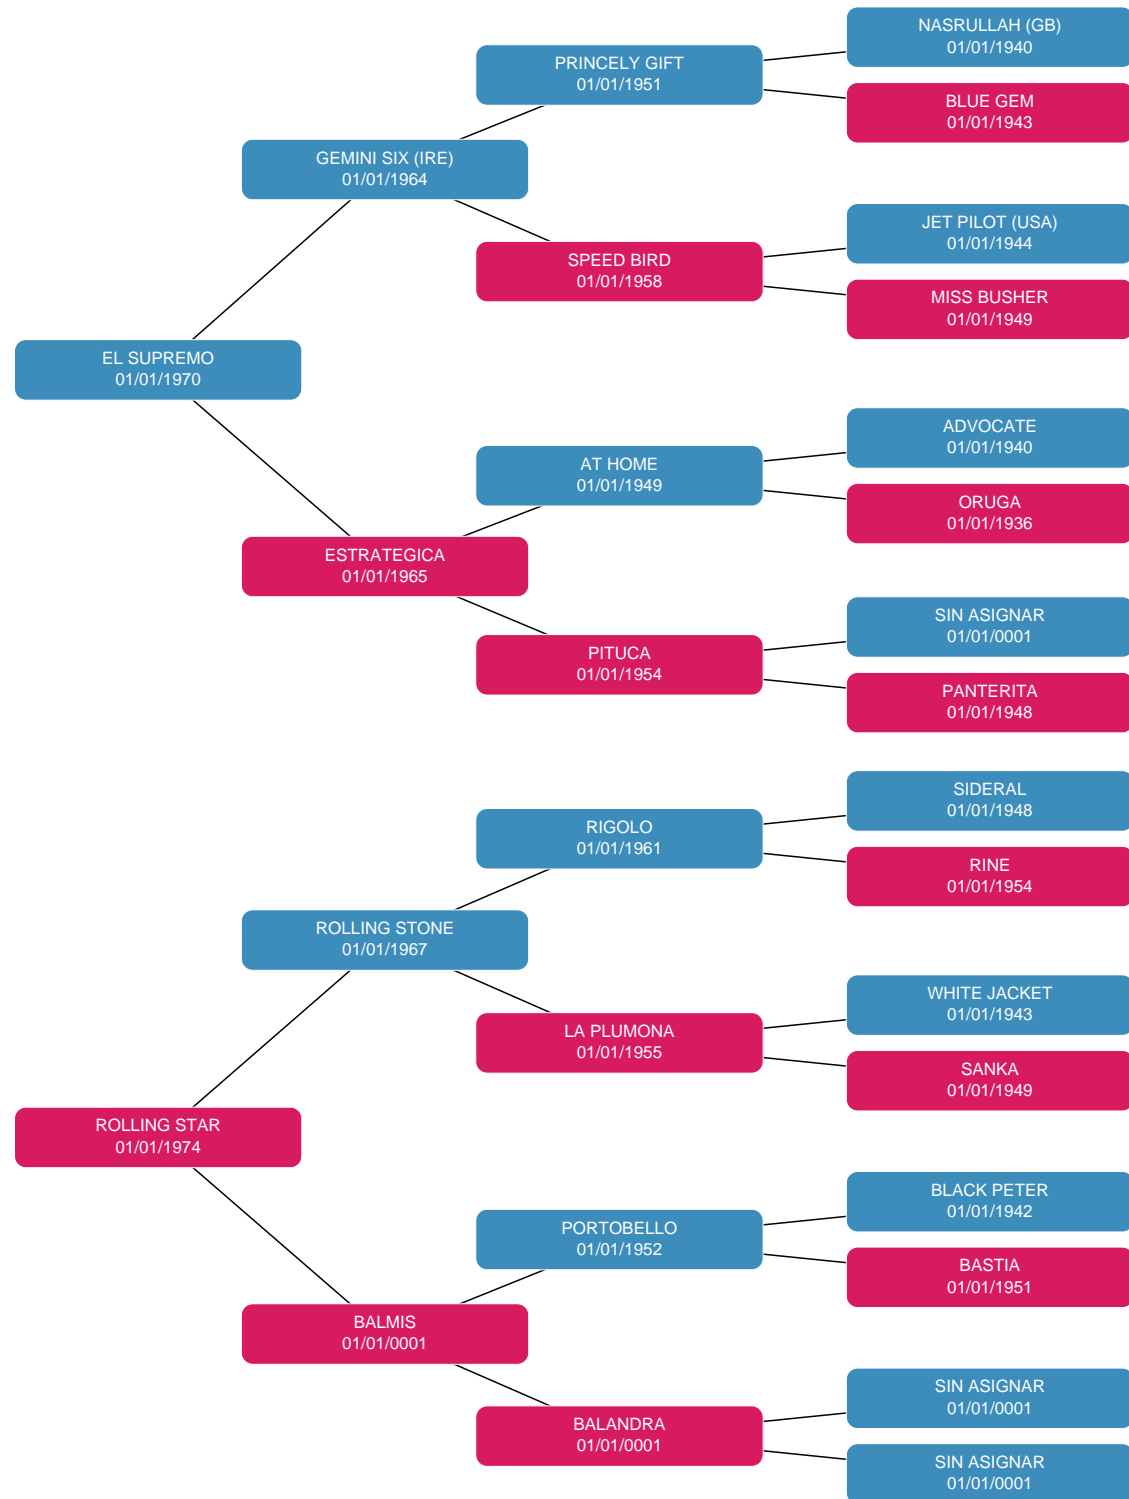 NASRULLAH (GB)
01/01/1940
PRINCELY GIFT
01/01/1951
BLUE GEM
01/01/1943
GEMINI SIX (IRE)
01/01/1964
JET PILOT (USA)
01/01/1944
SPEED BIRD
01/01/1958
MISS BUSHER
01/01/1949
EL SUPREMO
01/01/1970
ADVOCATE
01/01/1940
AT HOME
01/01/1949
ORUGA
01/01/1936
ESTRATEGICA
01/01/1965
SIN ASIGNAR
01/01/0001
PITUCA
01/01/1954
PANTERITA
01/01/1948
SIDERAL
01/01/1948
RIGOLO
01/01/1961
RINE
01/01/1954
ROLLING STONE
01/01/1967
WHITE JACKET
01/01/1943
LA PLUMONA
01/01/1955
SANKA
01/01/1949
ROLLING STAR
01/01/1974
BLACK PETER
01/01/1942
PORTOBELLO
01/01/1952
BASTIA
01/01/1951
BALMIS
01/01/0001
SIN ASIGNAR
01/01/0001
BALANDRA
01/01/0001
SIN ASIGNAR
01/01/0001